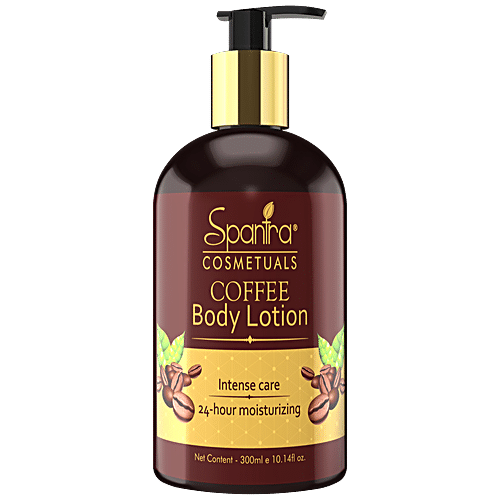 Spantra®
COSMETUALS
COFFEE
Body Lotion
Intense care
24-hour moisturizing
Net Content - 300ml e 10.14fl oz.